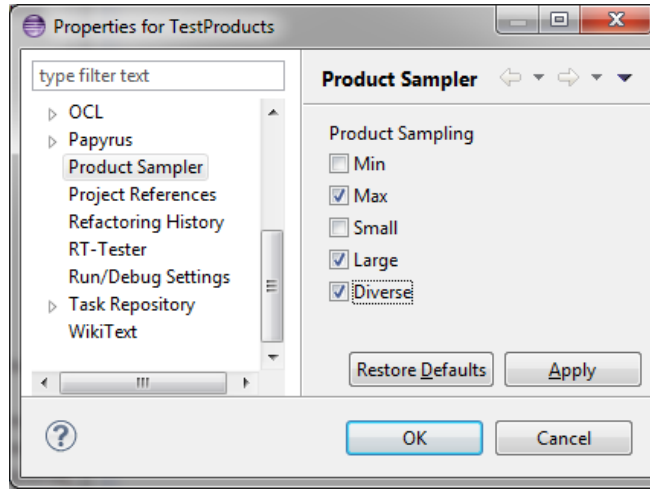 Properties for TestProducts
type filter text
OCL
Papyrus
Product Sampler
Project References
Refactoring History
RT-Tester
Run/Debug Settings
Task Repository
WikiText
Product Sampler
Product Sampling
Min
Max
Small
Large
Diverse
Restore Defaults
Apply
?
OK
Cancel